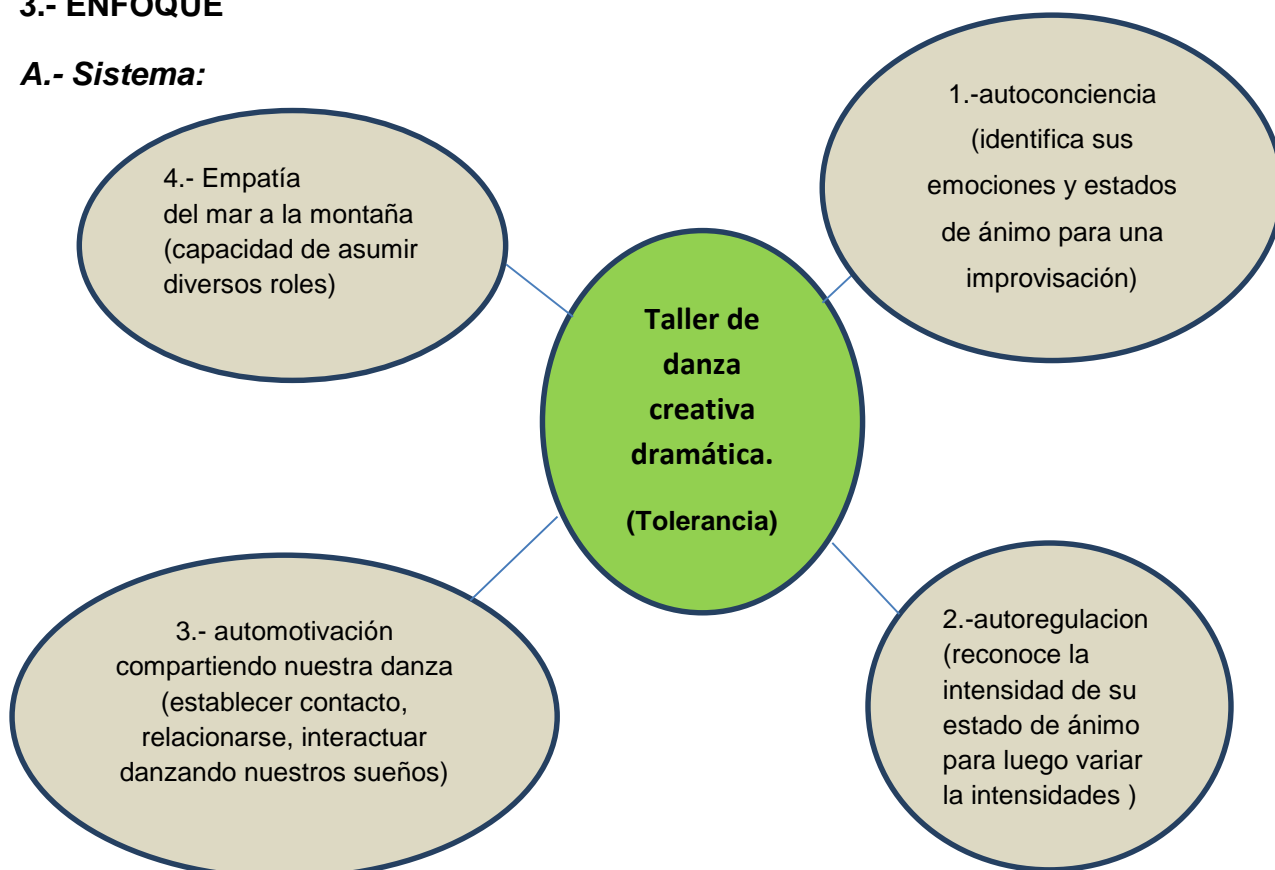 3.- ENFOQUE
A.- Sistema:
1.-autoconciencia
(identifica sus
emociones y estados
de ánimo para una
improvisación)
4.- Empatía
del mar a la montaña
(capacidad de asumir
diversos roles)
Taller de
danza
creativa
dramática.
(Tolerancia)
3.- automotivación
compartiendo nuestra danza
(establecer contacto,
relacionarse, interactuar
danzando nuestros sueños)
2.-autoregulacion
(reconoce la
intensidad de su
estado de ánimo
para luego variar
la intensidades )